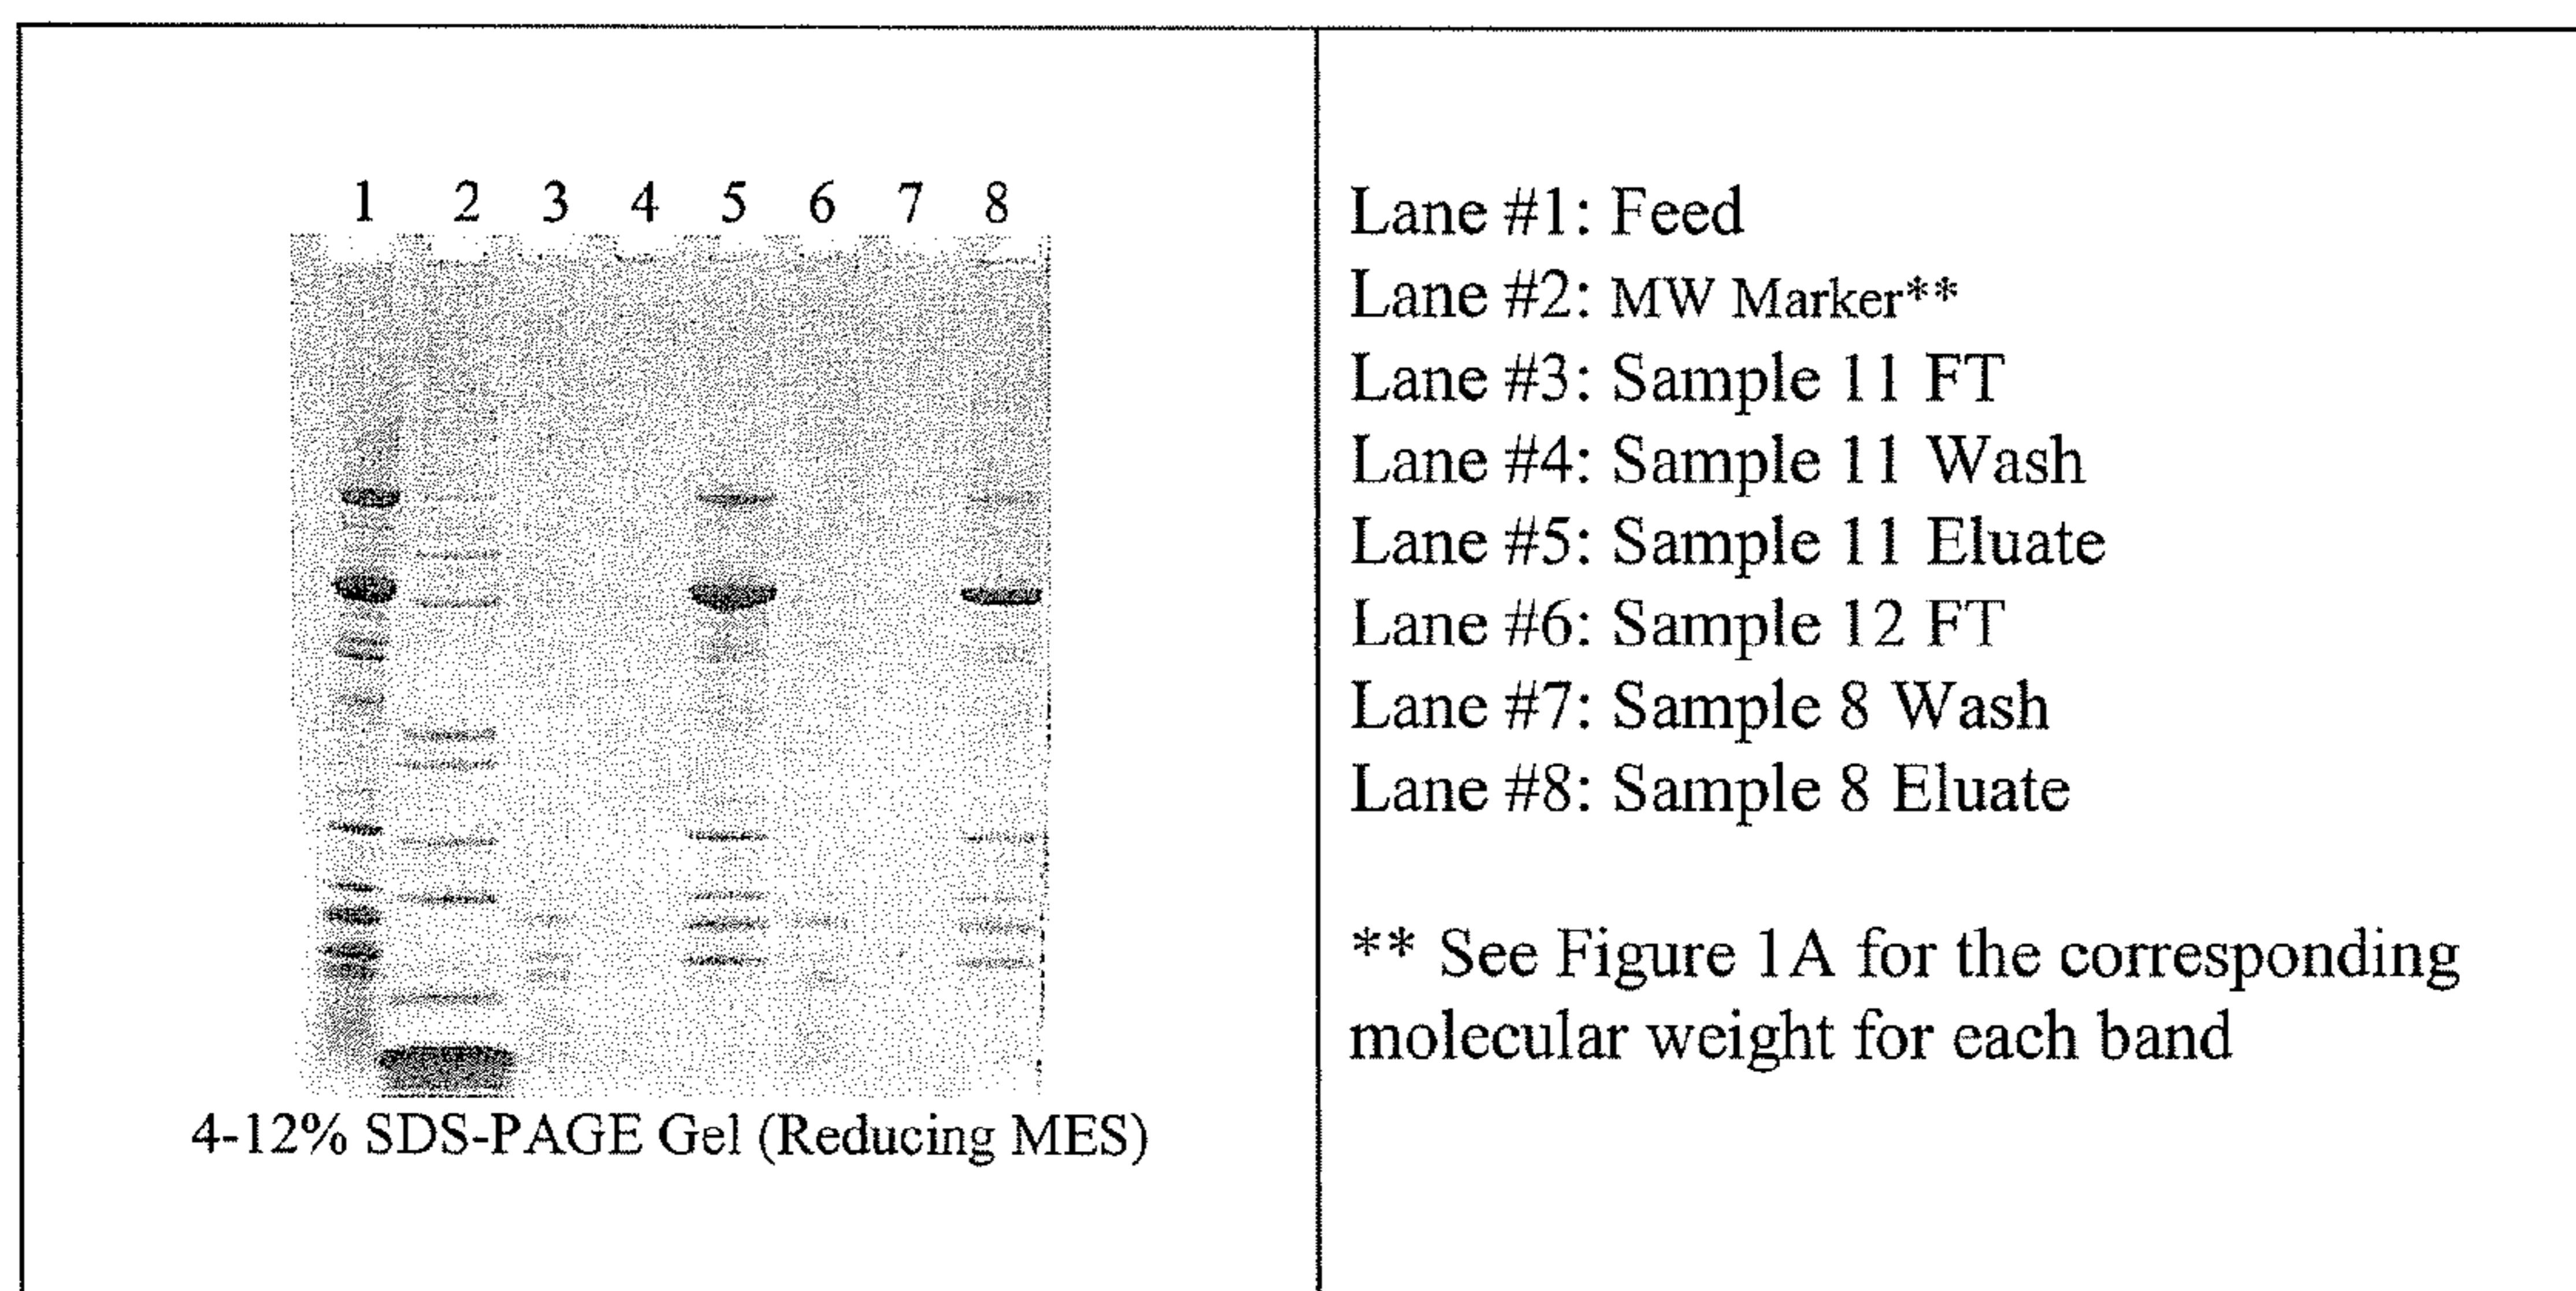 1 2 3 4 5 6 7 8
4-12% SDS-PAGE Gel (Reducing MES)
Lane #1: Feed
Lane #2: MW Marker**
Lane #3: Sample 11 FT
Lane #4: Sample 11 Wash
Lane #5: Sample 11 Eluate
Lane #6: Sample 12 FT
Lane #7: Sample 8 Wash
Lane #8: Sample 8 Eluate
** See Figure 1A for the corresponding
molecular weight for each band